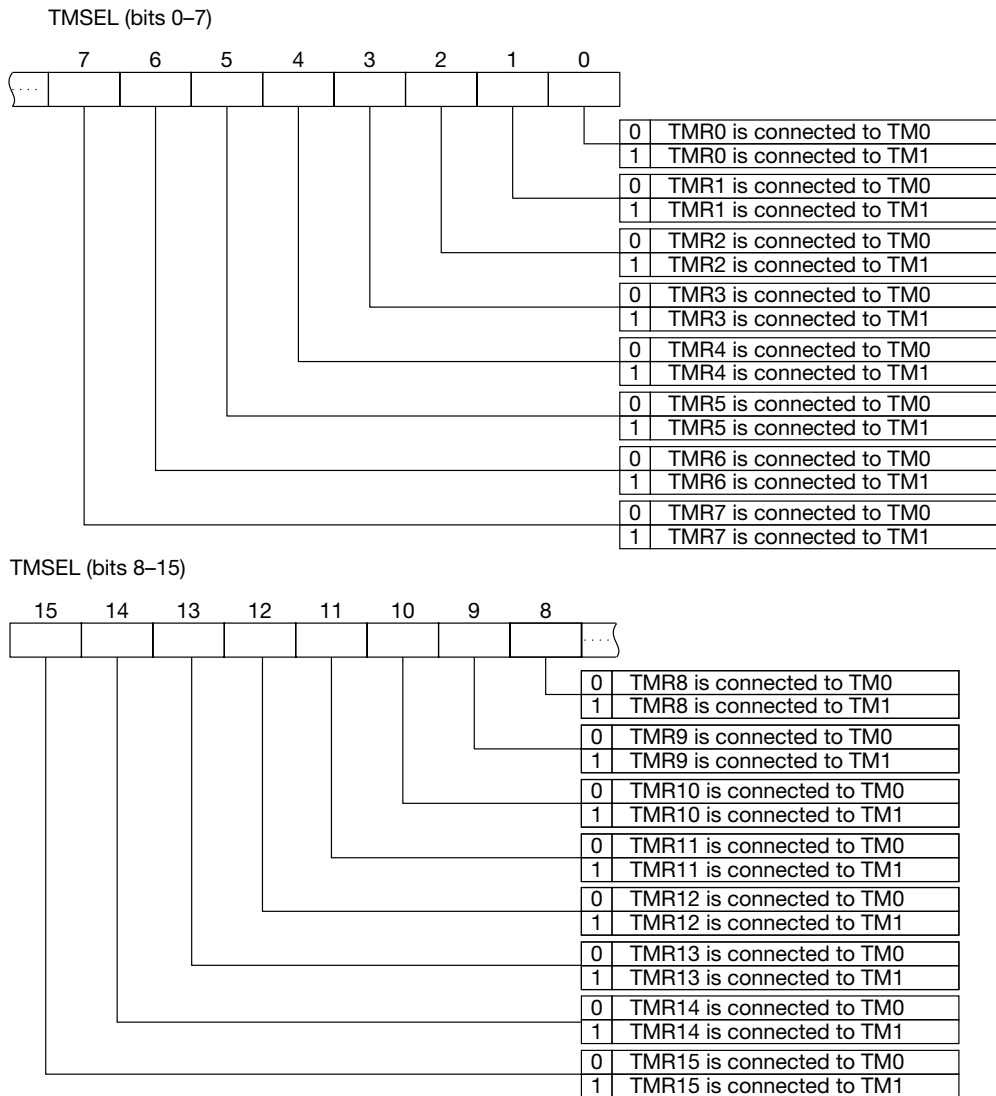 TMSEL (bits 0–7)
7 6 5 4 3 2 1 0
....
0 TMR0 is connected to TM0
1 TMR0 is connected to TM1
0 TMR1 is connected to TM0
1 TMR1 is connected to TM1
0 TMR2 is connected to TM0
1 TMR2 is connected to TM1
0 TMR3 is connected to TM0
1 TMR3 is connected to TM1
0 TMR4 is connected to TM0
1 TMR4 is connected to TM1
0 TMR5 is connected to TM0
1 TMR5 is connected to TM1
0 TMR6 is connected to TM0
1 TMR6 is connected to TM1
0 TMR7 is connected to TM0
1 TMR7 is connected to TM1
TMSEL (bits 8–15)
15 14 13 12 11 10 9 8
....
0 TMR8 is connected to TM0
1 TMR8 is connected to TM1
0 TMR9 is connected to TM0
1 TMR9 is connected to TM1
0 TMR10 is connected to TM0
1 TMR10 is connected to TM1
0 TMR11 is connected to TM0
1 TMR11 is connected to TM1
0 TMR12 is connected to TM0
1 TMR12 is connected to TM1
0 TMR13 is connected to TM0
1 TMR13 is connected to TM1
0 TMR14 is connected to TM0
1 TMR14 is connected to TM1
0 TMR15 is connected to TM0
1 TMR15 is connected to TM1